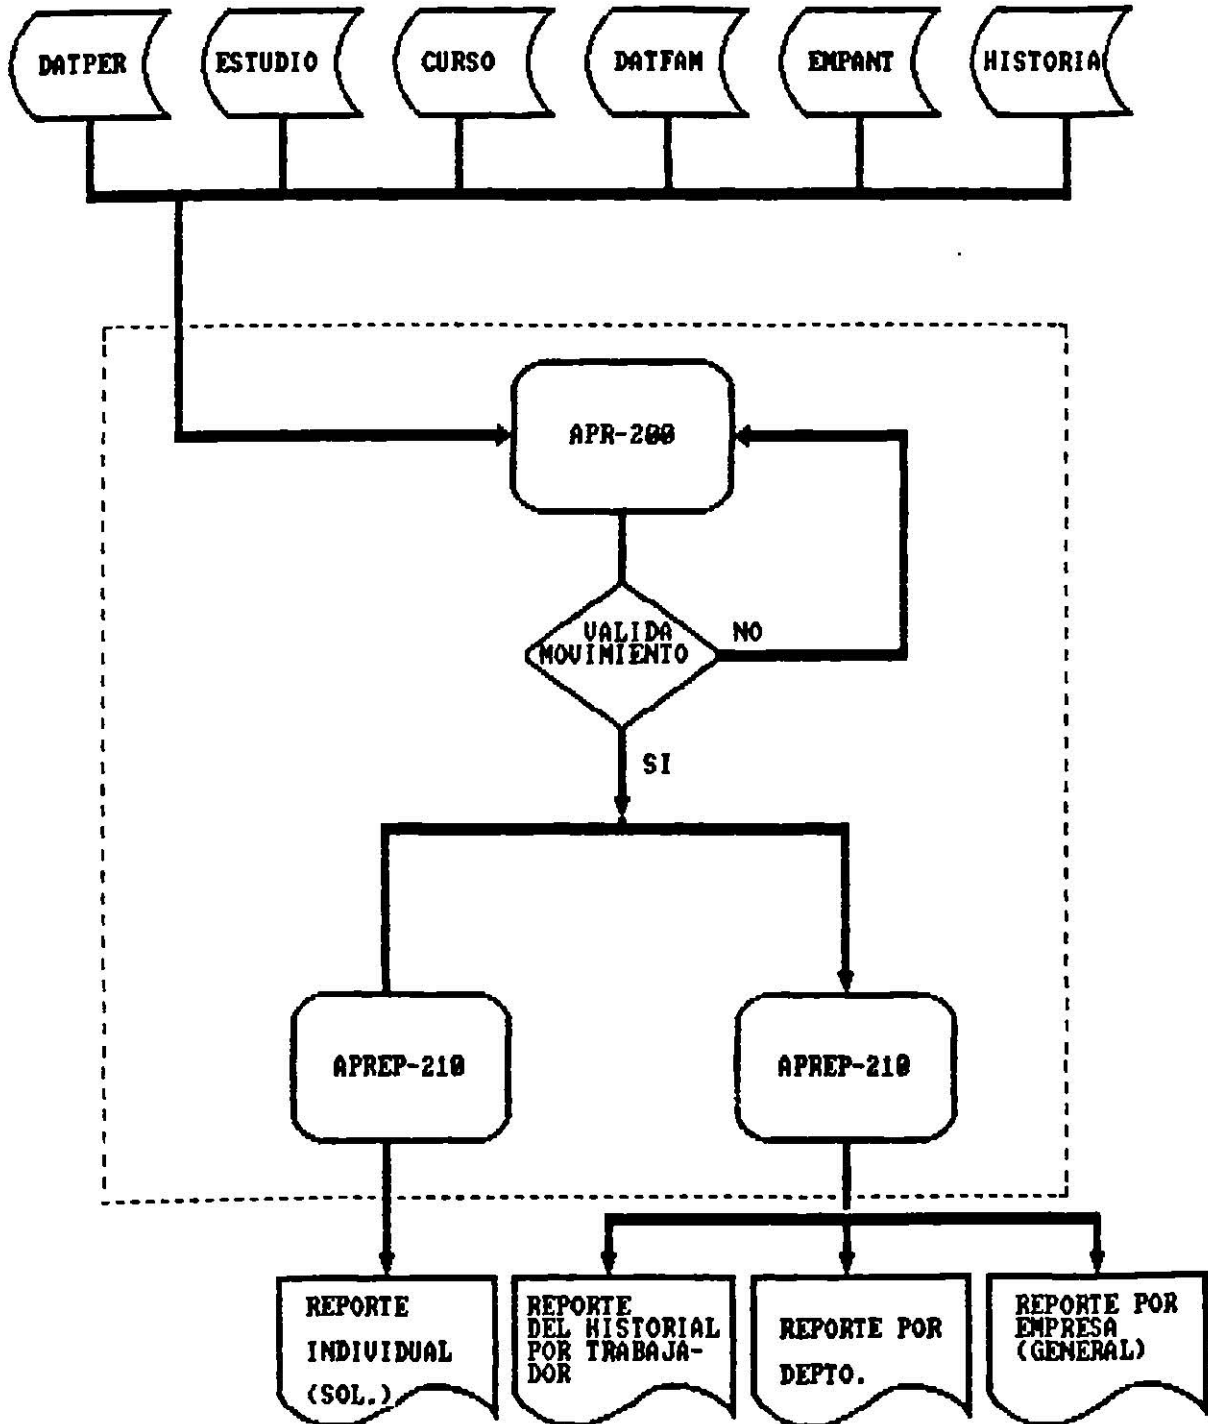 DATPER
ESTUDIO
CURSO
DATFAM
EMPANT
HISTORIA
APR-200
VALIDA
MOVIMIENTO
NO
SI
APREP-210
APREP-210
REPORTE
INDIVIDUAL
(SOL.)
REPORTE
DEL HISTORIAL
POR TRABAJA-
DOR
REPORTE POR
DEPTO.
REPORTE POR
EMPRESA
(GENERAL)